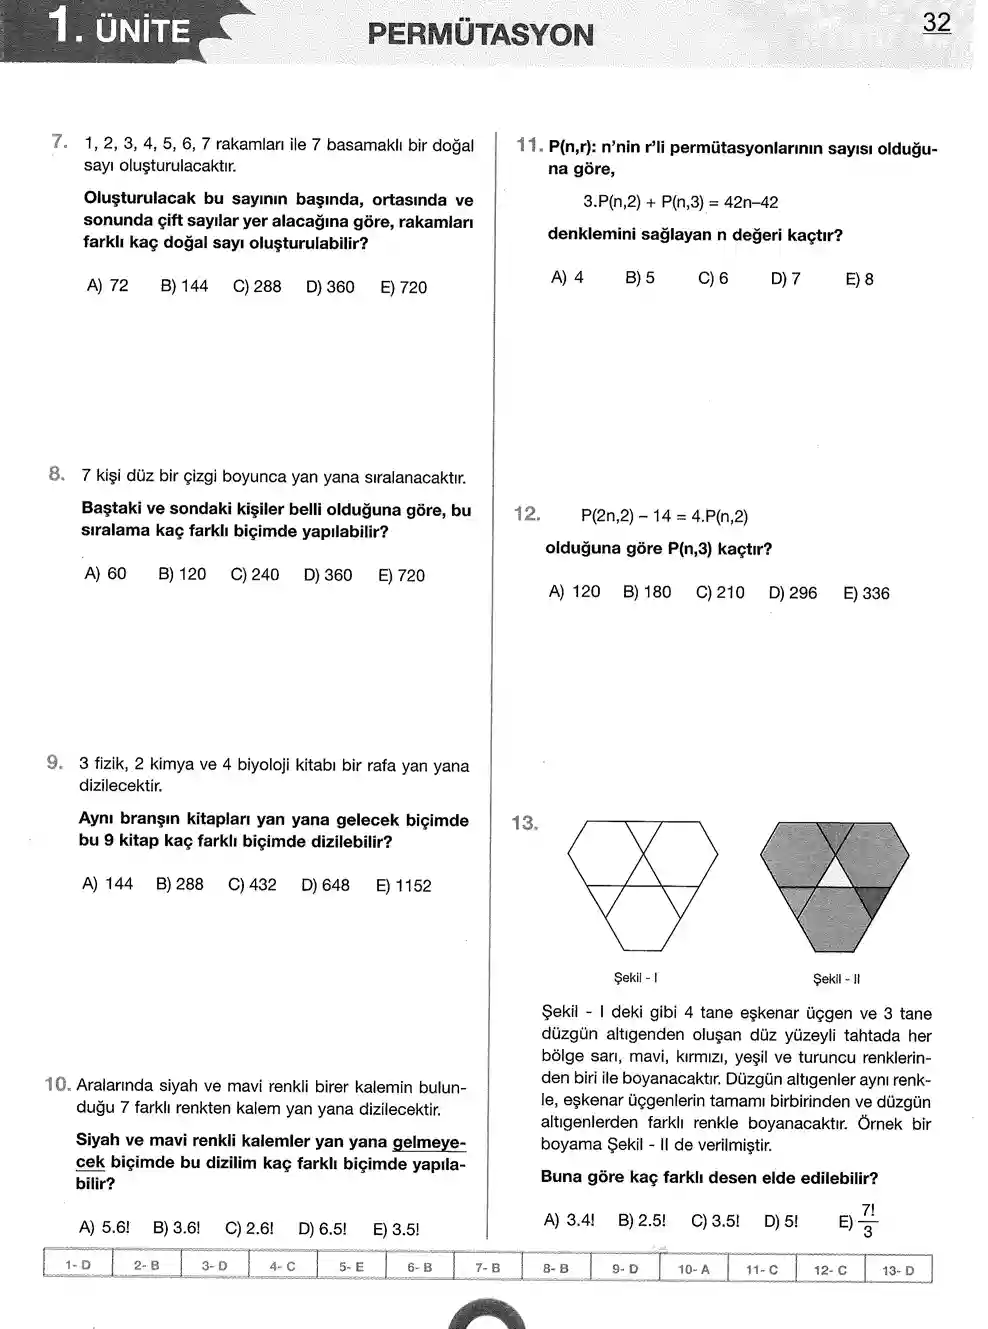 1. ÜNİTE
PERMÜTASYON
32
7. 1, 2, 3, 4, 5, 6, 7 rakamları ile 7 basamaklı bir doğal
sayı oluşturulacaktır.
Oluşturulacak bu sayının başında, ortasında ve
sonunda çift sayılar yer alacağına göre, rakamları
farklı kaç doğal sayı oluşturulabilir?
A) 72 B) 144 C) 288 D) 360 E) 720
8. 7 kişi düz bir çizgi boyunca yan yana sıralanacaktır.
Baştaki ve sondaki kişiler belli olduğuna göre, bu
sıralama kaç farklı biçimde yapılabilir?
A) 60 B) 120 C) 240 D) 360 E) 720
9. 3 fizik, 2 kimya ve 4 biyoloji kitabı bir rafa yan yana
dizilecektir.
Aynı branşın kitapları yan yana gelecek biçimde
bu 9 kitap kaç farklı biçimde dizilebilir?
A) 144 B) 288 C) 432 D) 648 E) 1152
10. Aralarında siyah ve mavi renkli birer kalemin bulun-
duğu 7 farklı renkten kalem yan yana dizilecektir.
Siyah ve mavi renkli kalemler yan yana gelmeye-
cek biçimde bu dizilim kaç farklı biçimde yapıla-
bilir?
A) 5.6! B) 3.6! C) 2.6! D) 6.5! E) 3.5!
11. P(n,r): n'nin r'li permütasyonlarının sayısı olduğu-
na göre,
3.P(n,2) + P(n,3) = 42n–42
denklemini sağlayan n değeri kaçtır?
A) 4 B) 5 C) 6 D) 7 E) 8
12. P(2n,2) – 14 = 4.P(n,2)
olduğuna göre P(n,3) kaçtır?
A) 120 B) 180 C) 210 D) 296 E) 336
13.
Şekil - I Şekil - II
Şekil - I deki gibi 4 tane eşkenar üçgen ve 3 tane
düzgün altıgenden oluşan düz yüzeyli tahtada her
bölge sarı, mavi, kırmızı, yeşil ve turuncu renklerin-
den biri ile boyanacaktır. Düzgün altıgenler aynı renk-
le, eşkenar üçgenlerin tamamı birbirinden ve düzgün
altıgenlerden farklı renkle boyanacaktır. Örnek bir
boyama Şekil - II de verilmiştir.
Buna göre kaç farklı desen elde edilebilir?
A) 3.4! B) 2.5! C) 3.5! D) 5! E) 7!/3
1- D 2- B 3- D 4- C 5- E 6- B 7- B 8- B 9- D 10- A 11- C 12- C 13- D